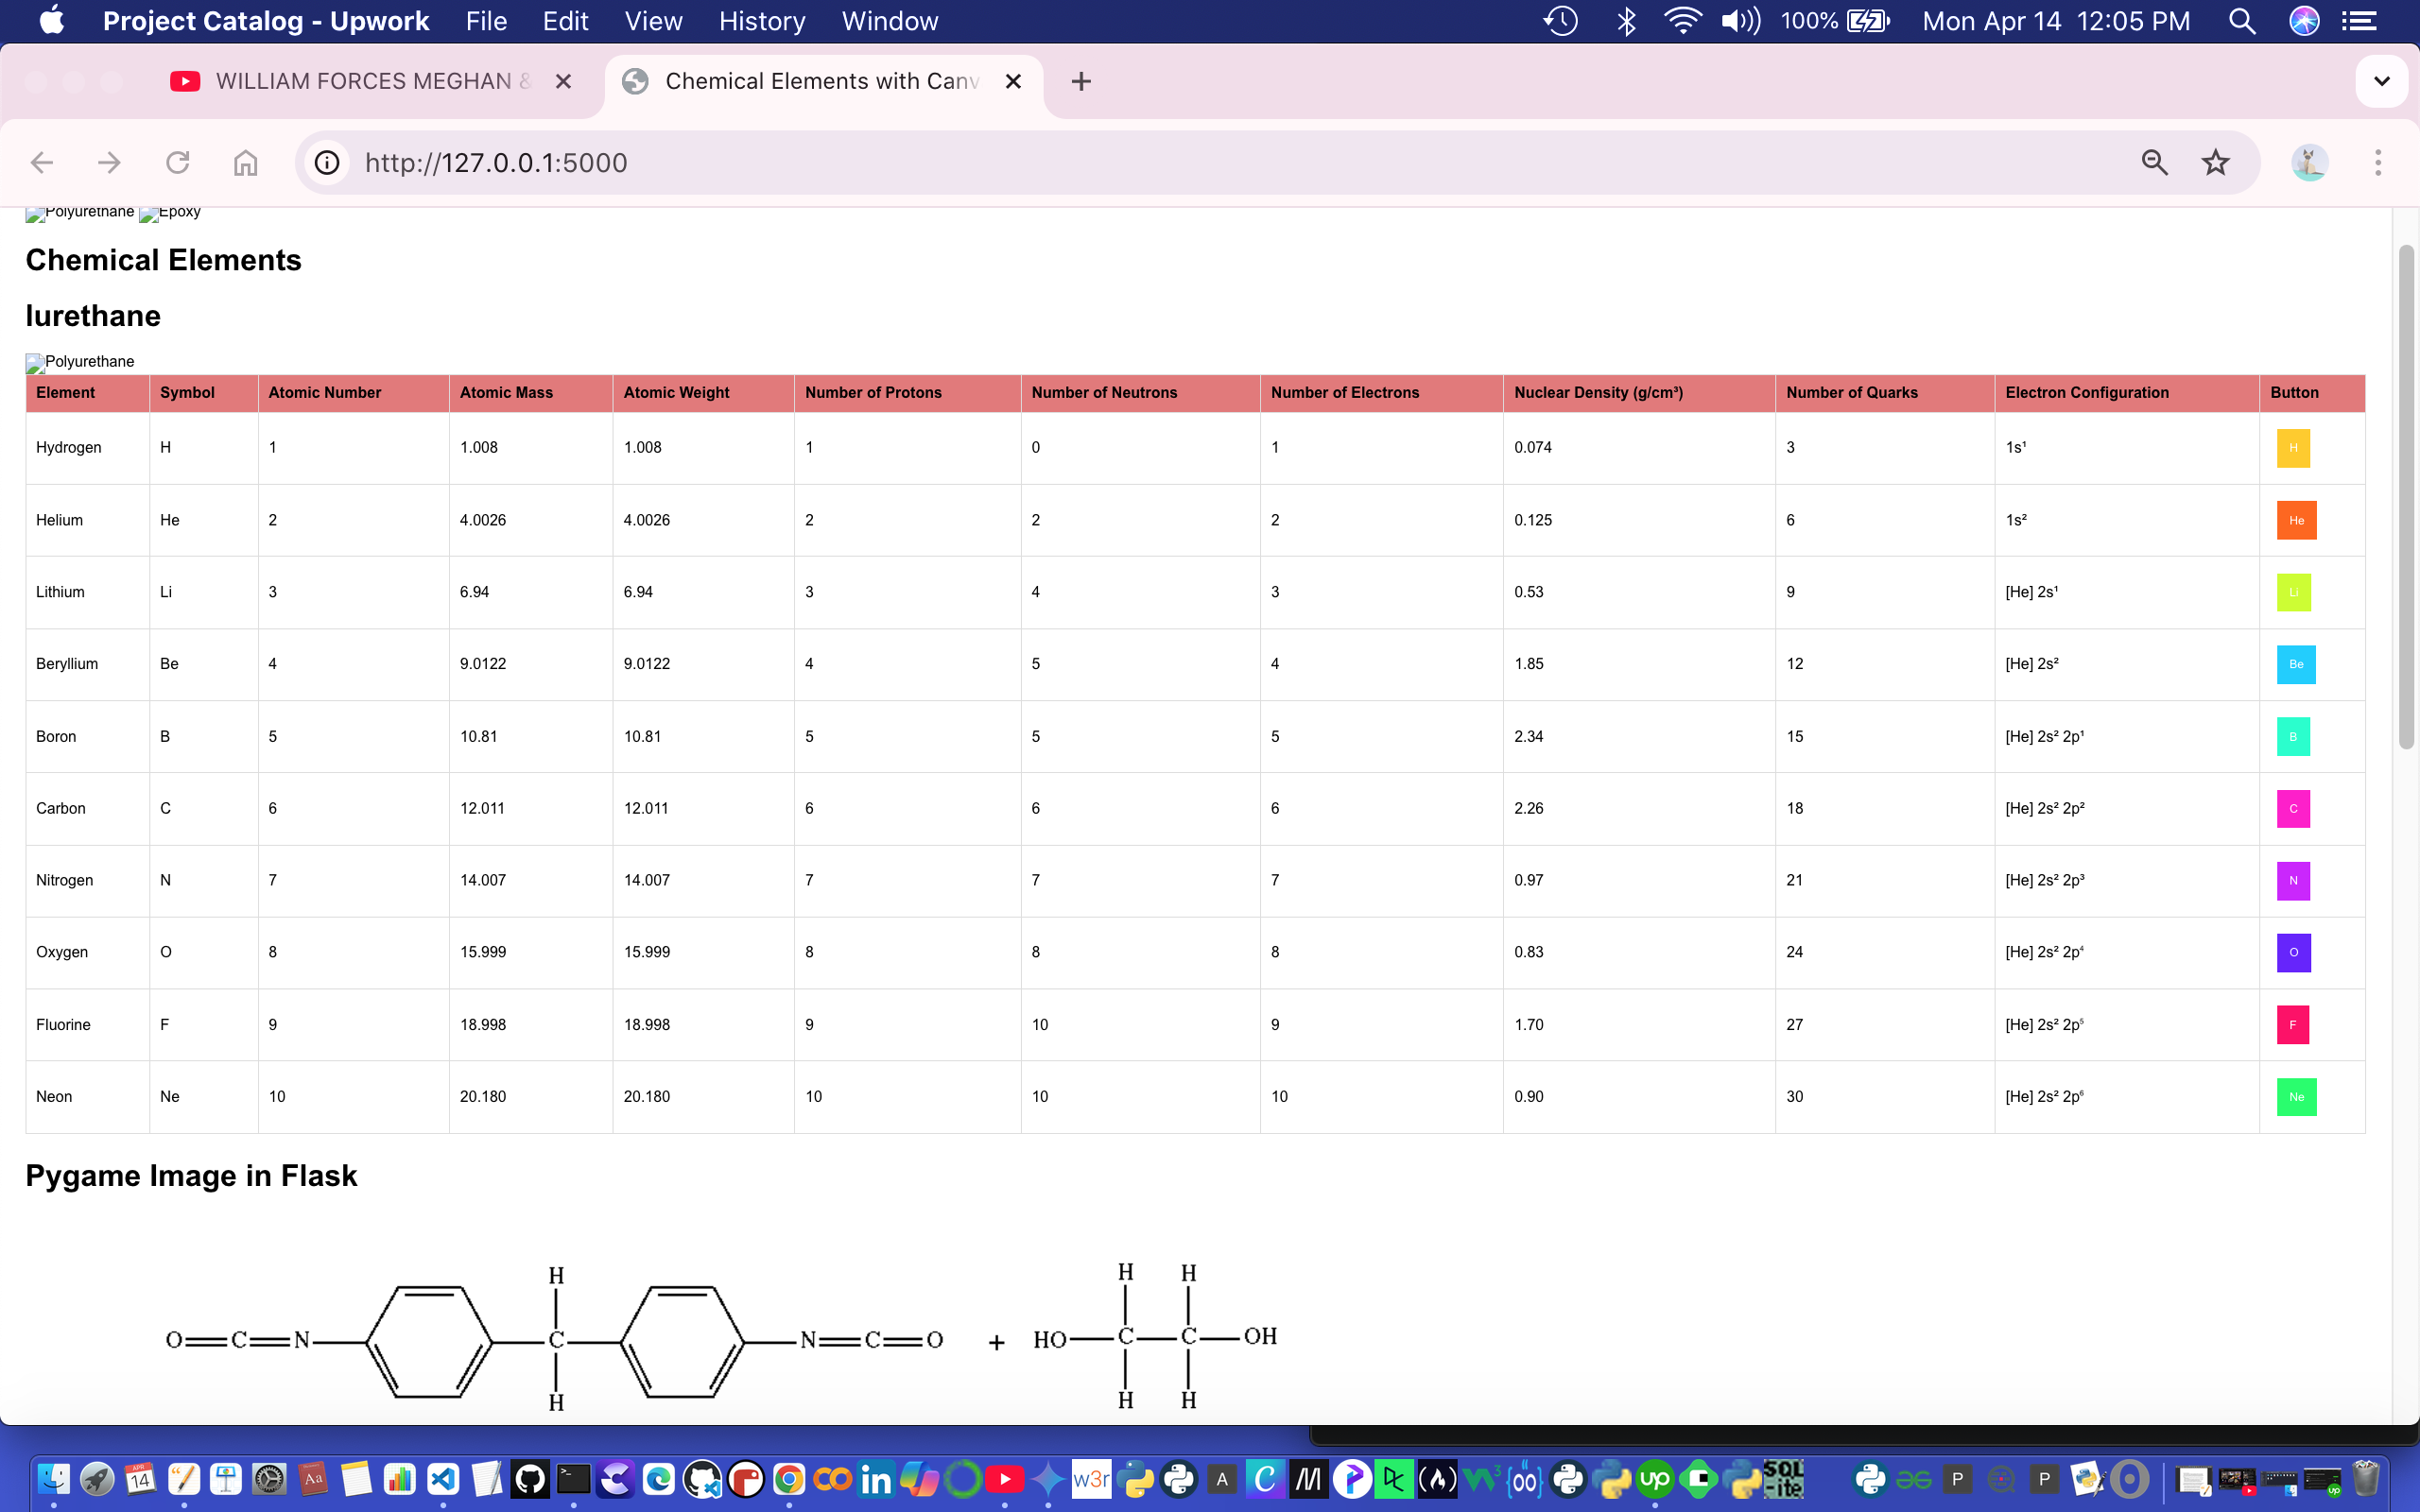 Project Catalog - Upwork File Edit View History Window 100% Mon Apr 14 12:05 PM
WILLIAM FORCES MEGHAN & Chemical Elements with Canv
http://127.0.0.1:5000
Polyurethane Epoxy
Chemical Elements
lurethane
Polyurethane
Element Symbol Atomic Number Atomic Mass Atomic Weight Number of Protons Number of Neutrons Number of Electrons Nuclear Density (g/cm³) Number of Quarks Electron Configuration Button
Hydrogen H 1 1.008 1.008 1 0 1 0.074 3 1s¹ H
Helium He 2 4.0026 4.0026 2 2 2 0.125 6 1s² He
Lithium Li 3 6.94 6.94 3 4 3 0.53 9 [He] 2s¹ Li
Beryllium Be 4 9.0122 9.0122 4 5 4 1.85 12 [He] 2s² Be
Boron B 5 10.81 10.81 5 5 5 2.34 15 [He] 2s² 2p¹ B
Carbon C 6 12.011 12.011 6 6 6 2.26 18 [He] 2s² 2p² C
Nitrogen N 7 14.007 14.007 7 7 7 0.97 21 [He] 2s² 2p³ N
Oxygen O 8 15.999 15.999 8 8 8 0.83 24 [He] 2s² 2p⁴ O
Fluorine F 9 18.998 18.998 9 10 9 1.70 27 [He] 2s² 2p⁵ F
Neon Ne 10 20.180 20.180 10 10 10 0.90 30 [Ne] 2s² 2p⁶ Ne
Pygame Image in Flask
H H H
O C N C N C O + HO C C OH
H H H
APR 14 Aa in w3r A C M DC up SQL P P
-ite